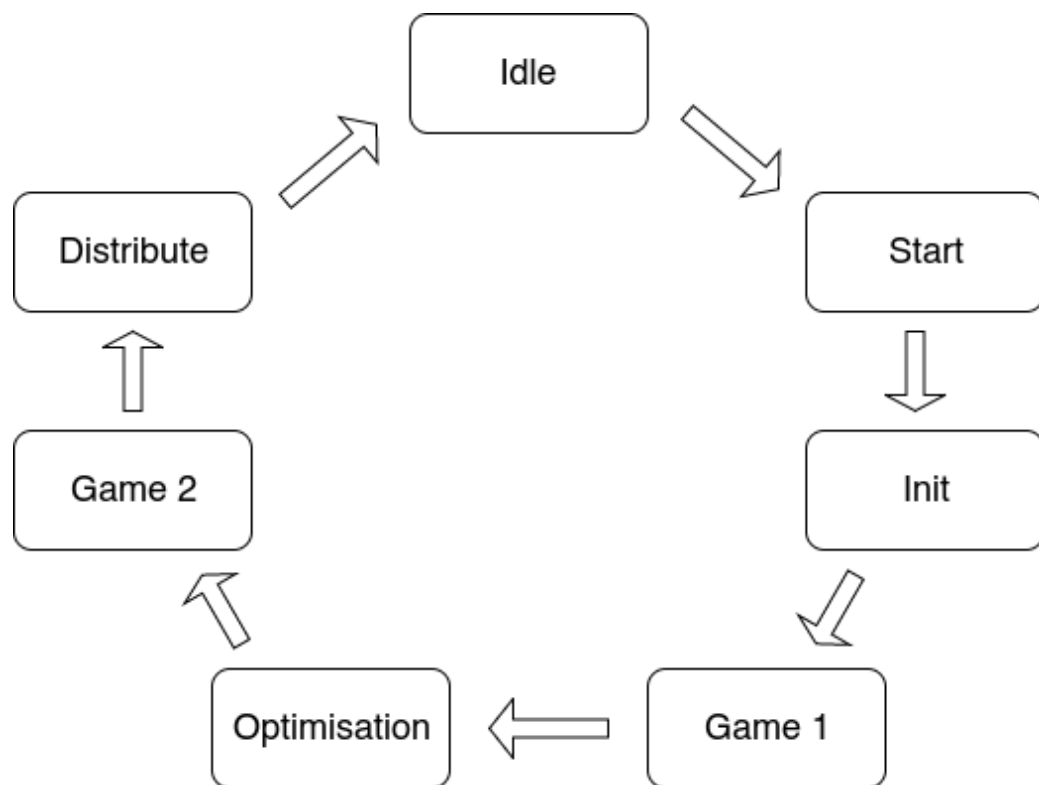 Idle
Start
Init
Game 1
Optimisation
Game 2
Distribute